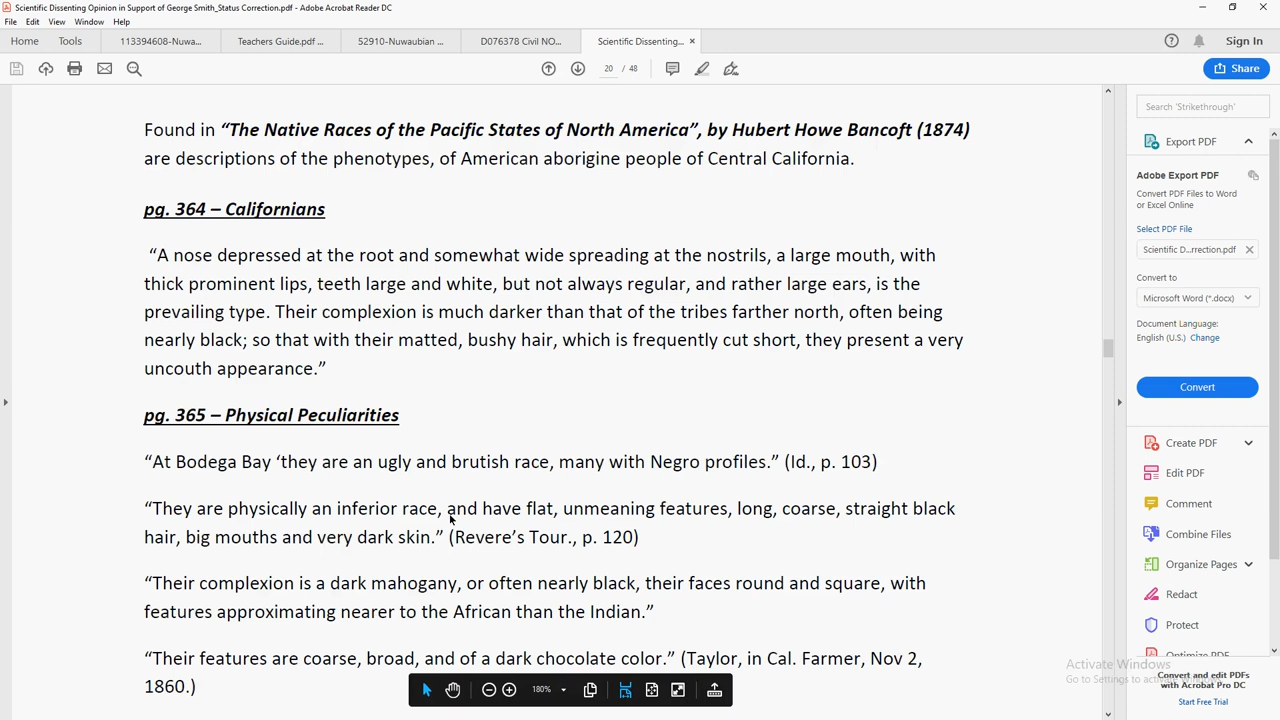 Scientific Dissenting Opinion in Support of George Smith_Status Correction.pdf - Adobe Acrobat Reader DC
File Edit View Window Help
Home Tools 113394608-Nuwa... Teachers Guide.pdf ... 52910-Nuwaubian ... D076378 Civil NO... Scientific Dissenting... × Sign In
20 / 48 Share
Found in “The Native Races of the Pacific States of North America”, by Hubert Howe Bancoft (1874)
are descriptions of the phenotypes, of American aborigine people of Central California.
pg. 364 – Californians
“A nose depressed at the root and somewhat wide spreading at the nostrils, a large mouth, with
thick prominent lips, teeth large and white, but not always regular, and rather large ears, is the
prevailing type. Their complexion is much darker than that of the tribes farther north, often being
nearly black; so that with their matted, bushy hair, which is frequently cut short, they present a very
uncouth appearance.”
pg. 365 – Physical Peculiarities
“At Bodega Bay ‘they are an ugly and brutish race, many with Negro profiles.” (Id., p. 103)
“They are physically an inferior race, and have flat, unmeaning features, long, coarse, straight black
hair, big mouths and very dark skin.” (Revere’s Tour., p. 120)
“Their complexion is a dark mahogany, or often nearly black, their faces round and square, with
features approximating nearer to the African than the Indian.”
“Their features are coarse, broad, and of a dark chocolate color.” (Taylor, in Cal. Farmer, Nov 2,
1860.)
180%
Search 'Strikethrough'
Export PDF
Adobe Export PDF
Convert PDF Files to Word
or Excel Online
Select PDF File
Scientific D...rrection.pdf
Convert to
Microsoft Word (*.docx)
Document Language:
English (U.S.) Change
Convert
Create PDF
Edit PDF
Comment
Combine Files
Organize Pages
Redact
Protect
Optimize PDF
Activate Windows
Go to Settings to activate
Convert and edit PDFs
with Acrobat Pro DC
Start Free Trial